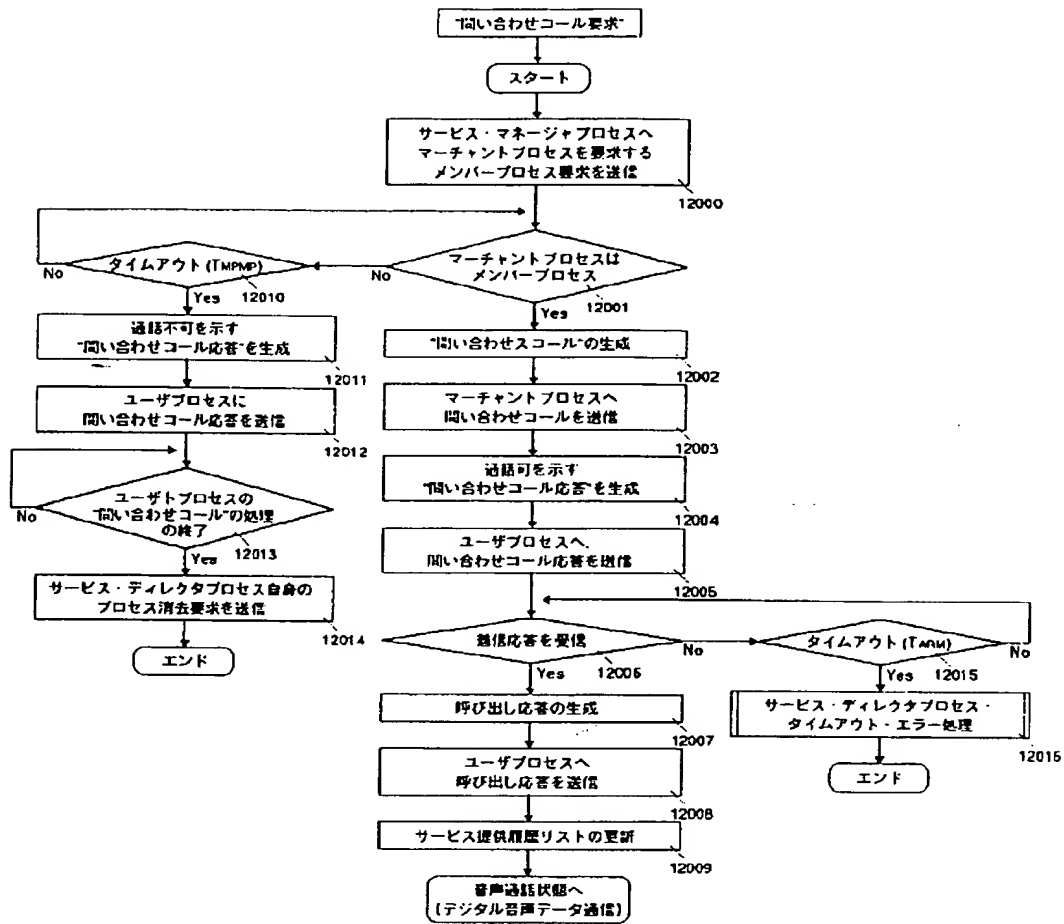 "問い合わせコール要求"
スタート
サービス・マネージャプロセスへ
マーチャントプロセスを要求する
メンバープロセス要求を送信
12000
マーチャントプロセスは
メンバープロセス
12001
No
Yes
タイムアウト(TMPMP)
12010
No
Yes
通話不可を示す
"問い合わせコール応答"を生成
12011
ユーザプロセスに
問い合わせコール応答を送信
12012
ユーザトプロセスの
"問い合わせコール"の処理
の終了
12013
No
Yes
サービス・ディレクタプロセス自身の
プロセス消去要求を送信
12014
エンド
"問い合わせスコール"の生成
12002
マーチャントプロセスへ
問い合わせコールを送信
12003
通話可を示す
"問い合わせコール応答"を生成
12004
ユーザプロセスへ、
問い合わせコール応答を送信
12005
着信応答を受信
12006
No
Yes
タイムアウト(TARM)
12015
No
Yes
サービス・ディレクタプロセス・
タイムアウト・エラー処理
12016
エンド
呼び出し応答の生成
12007
ユーザプロセスへ
呼び出し応答を送信
12008
サービス提供履歴リストの更新
12009
音声通話状態へ
(デジタル音声データ通信)